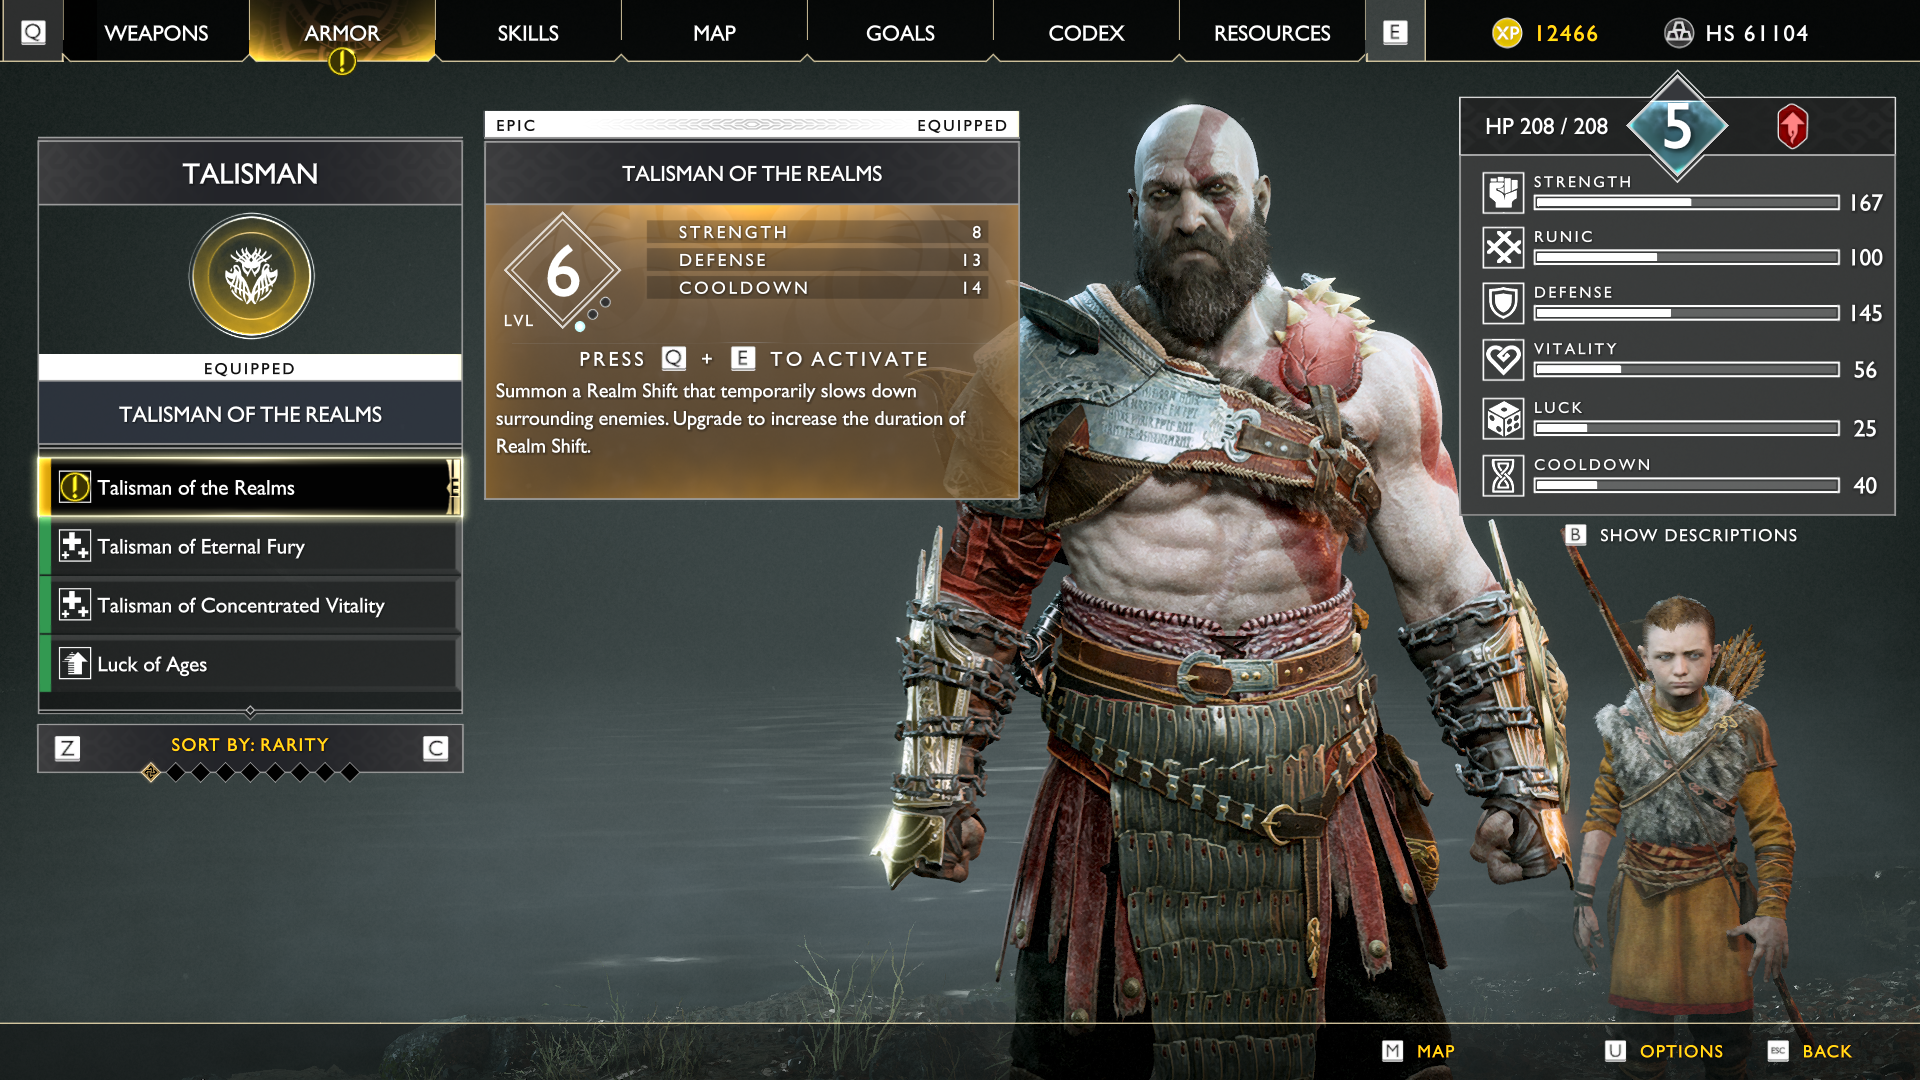 Q
WEAPONS
ARMOR
SKILLS
MAP
GOALS
CODEX
RESOURCES
E
XP 12466
HS 61104
TALISMAN
EQUIPPED
TALISMAN OF THE REALMS
Talisman of the Realms
E
Talisman of Eternal Fury
Talisman of Concentrated Vitality
Luck of Ages
Z
SORT BY: RARITY
C
EPIC
EQUIPPED
TALISMAN OF THE REALMS
6
LVL
STRENGTH 8
DEFENSE 13
COOLDOWN 14
PRESS Q + E TO ACTIVATE
Summon a Realm Shift that temporarily slows down
surrounding enemies. Upgrade to increase the duration of
Realm Shift.
HP 208 / 208
5
STRENGTH
167
RUNIC
100
DEFENSE
145
VITALITY
56
LUCK
25
COOLDOWN
40
B SHOW DESCRIPTIONS
M MAP
U OPTIONS
ESC BACK